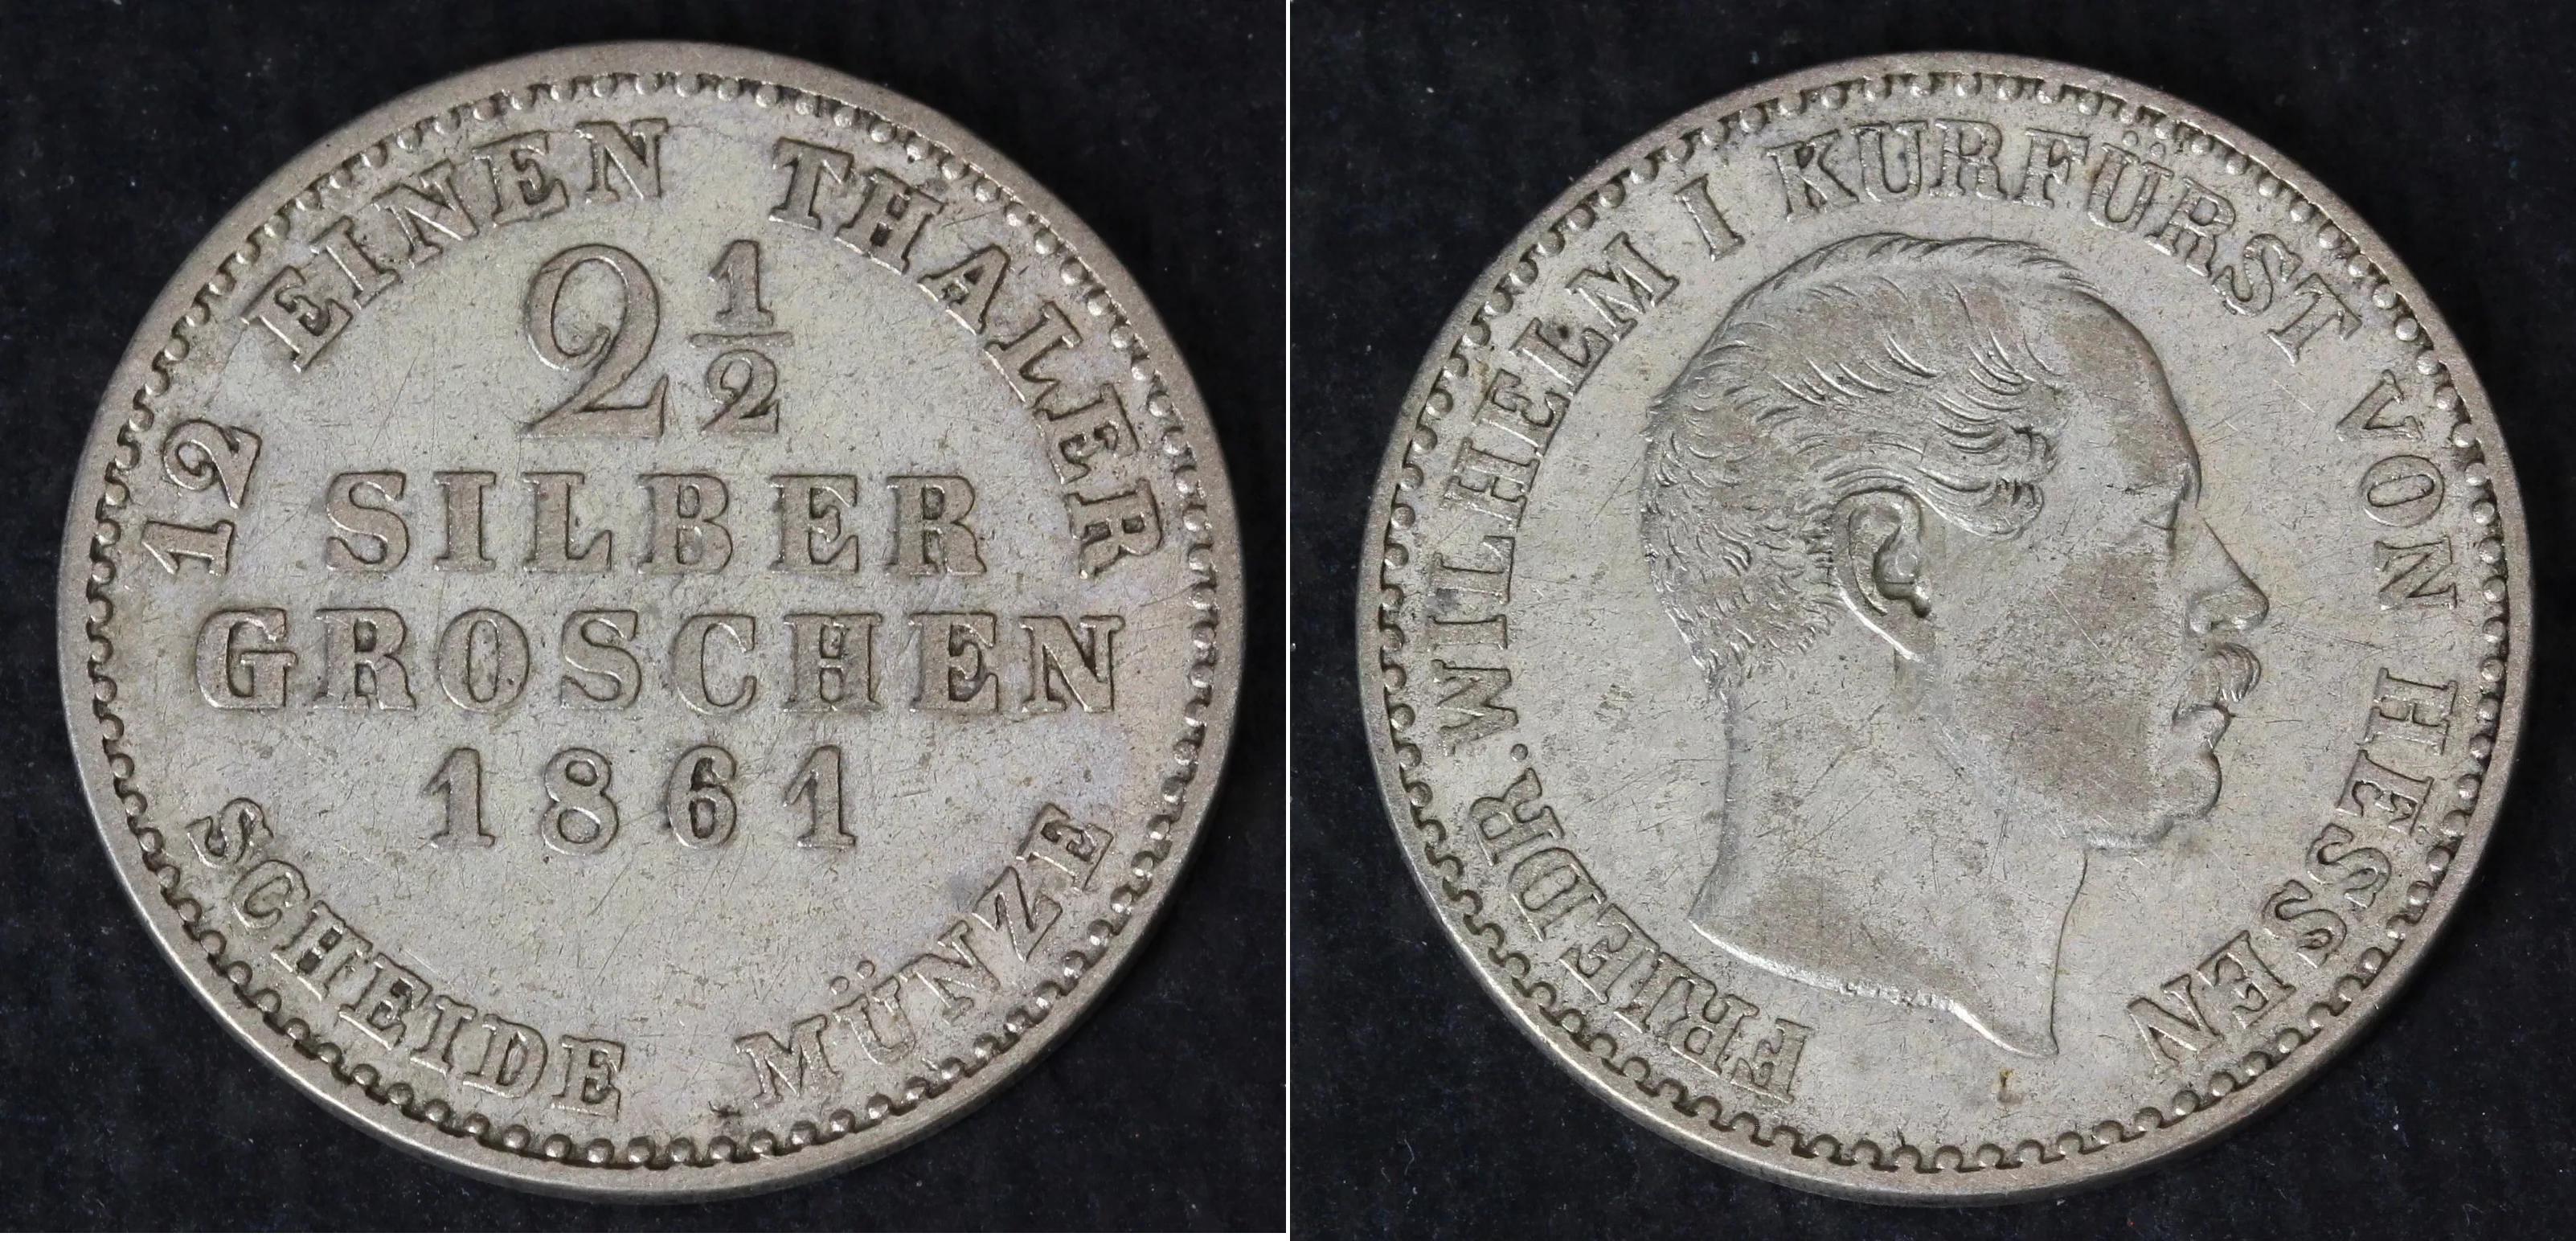 12 EINEN THALER
2 1/2
SILBER
GROSCHEN
1861
SCHEIDE MÜNZE
FRIEDR. WILHELM I KURFÜRST VON HESSEN